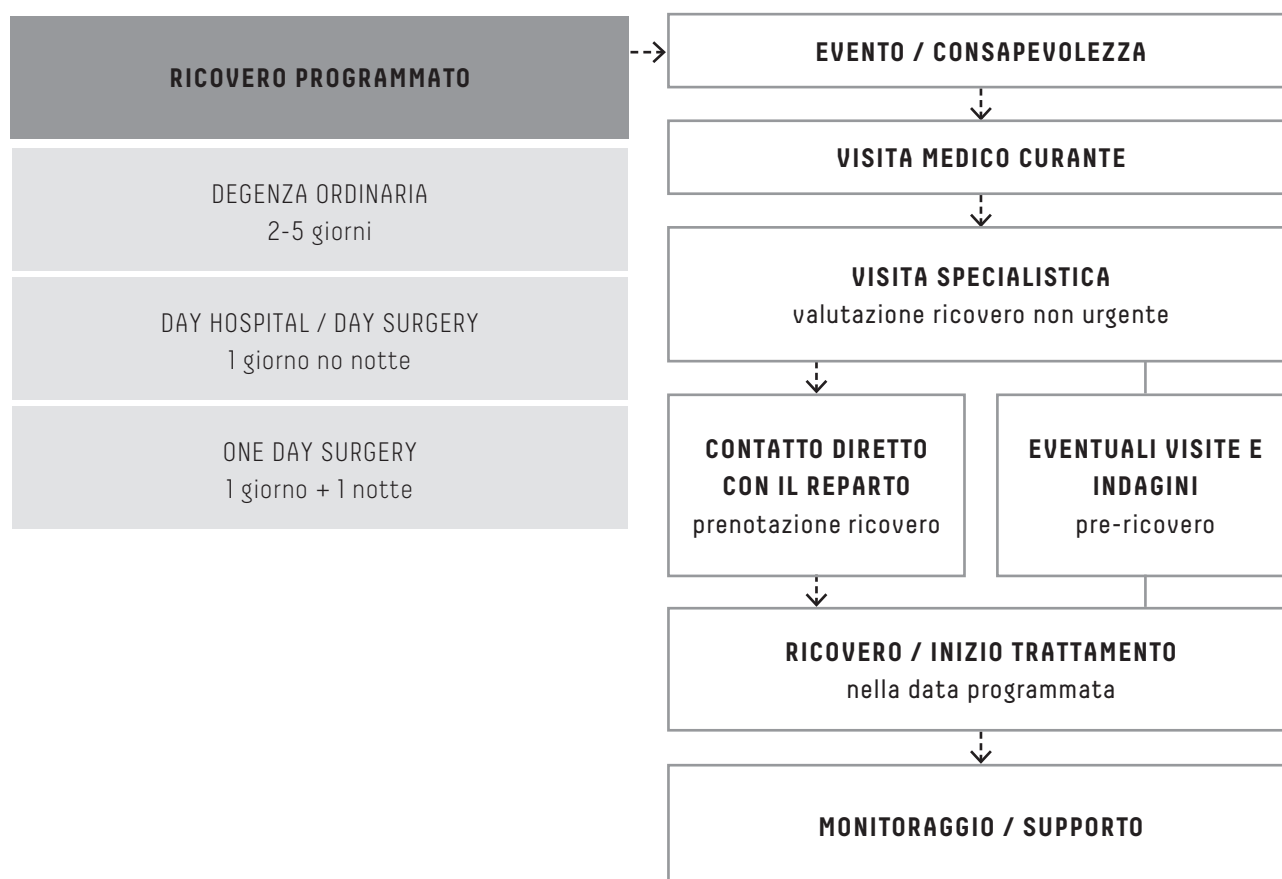 RICOVERO PROGRAMMATO
DEGENZA ORDINARIA
2-5 giorni
DAY HOSPITAL / DAY SURGERY
1 giorno no notte
ONE DAY SURGERY
1 giorno + 1 notte
EVENTO / CONSAPEVOLEZZA
VISITA MEDICO CURANTE
VISITA SPECIALISTICA
valutazione ricovero non urgente
CONTATTO DIRETTO
CON IL REPARTO
prenotazione ricovero
EVENTUALI VISITE E
INDAGINI
pre-ricovero
RICOVERO / INIZIO TRATTAMENTO
nella data programmata
MONITORAGGIO / SUPPORTO